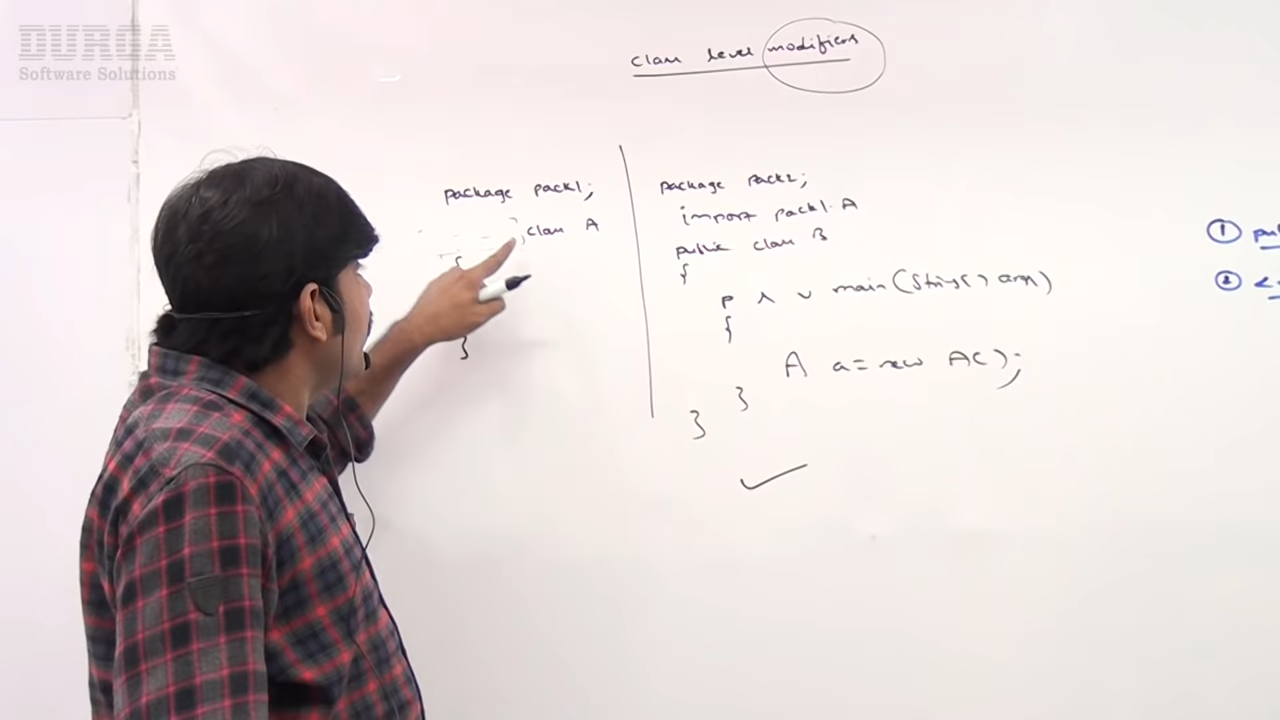 DURGA
Software Solutions
class level modifiers
package pack1;
class A
{
}
package pack2;
import pack1.A
public class B
{
p s v main(String[] args)
{
A a=new A();
}
}
①
②